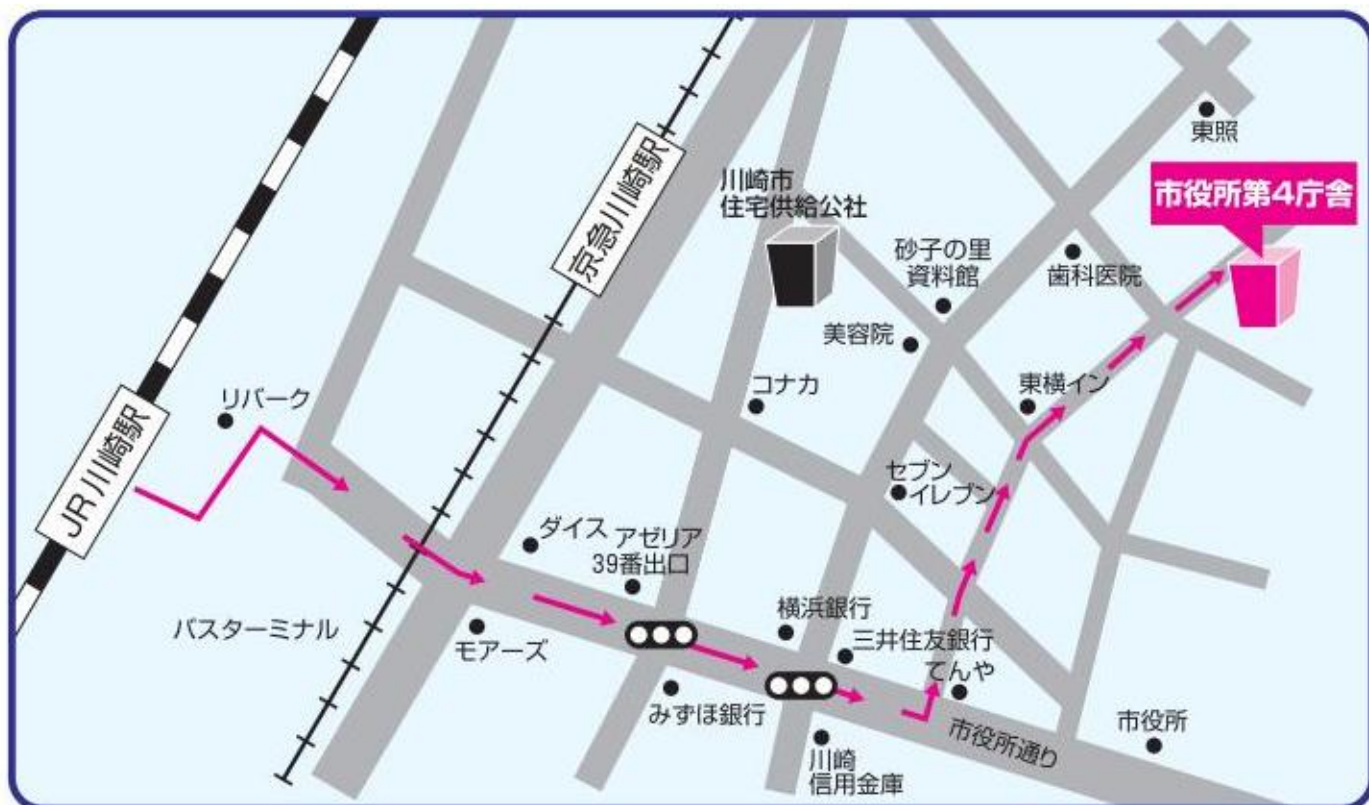 東照
市役所第4庁舎
川崎市
住宅供給公社
京急川崎駅
砂子の里
資料館
歯科医院
美容院
コナカ
東横イン
リバーク
JR川崎駅
セブン
イレブン
ダイス
アゼリア
39番出口
横浜銀行
三井住友銀行
てんや
バスターミナル
モアーズ
みずほ銀行
市役所通り
市役所
川崎
信用金庫